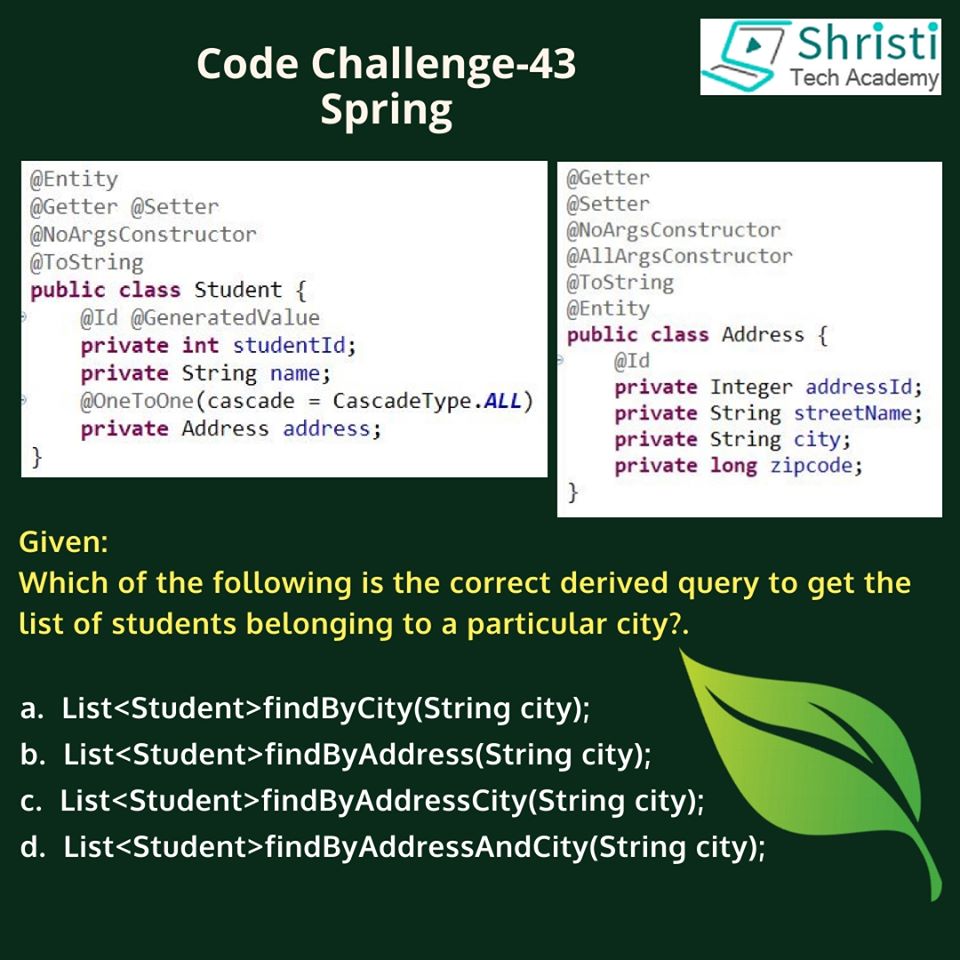 Code Challenge-43
Spring
Shristi
Tech Academy
@Entity
@Getter @Setter
@NoArgsConstructor
@ToString
public class Student {
@Id @GeneratedValue
private int studentId;
private String name;
@OneToOne(cascade = CascadeType.ALL)
private Address address;
}
@Getter
@Setter
@NoArgsConstructor
@AllArgsConstructor
@ToString
@Entity
public class Address {
@Id
private Integer addressId;
private String streetName;
private String city;
private long zipcode;
}
Given:
Which of the following is the correct derived query to get the
list of students belonging to a particular city?.
a. List<Student>findByCity(String city);
b. List<Student>findByAddress(String city);
c. List<Student>findByAddressCity(String city);
d. List<Student>findByAddressAndCity(String city);